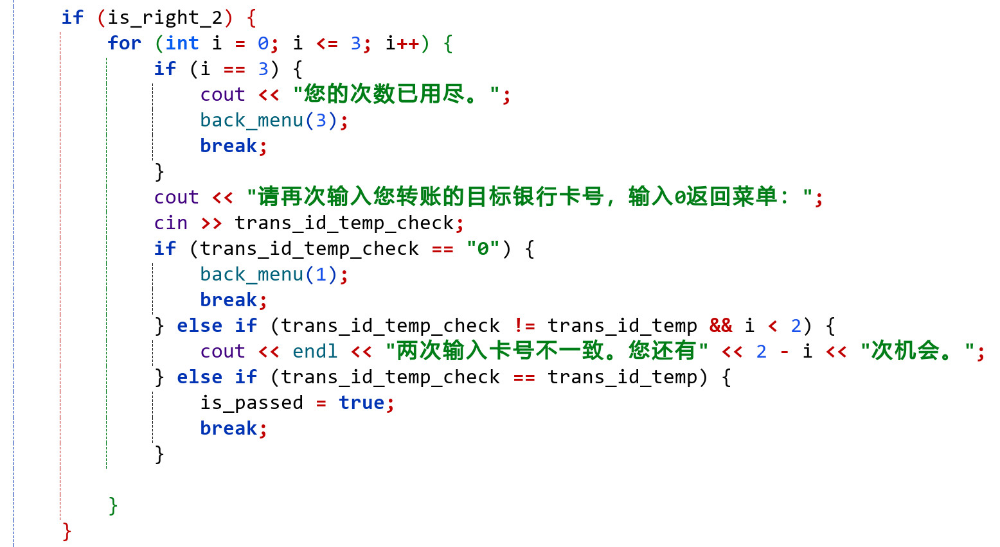 if (is_right_2) {
for (int i = 0; i <= 3; i++) {
if (i == 3) {
cout << "您的次数已用尽。";
back_menu(3);
break;
}
cout << "请再次输入您转账的目标银行卡号，输入0返回菜单：";
cin >> trans_id_temp_check;
if (trans_id_temp_check == "0") {
back_menu(1);
break;
} else if (trans_id_temp_check != trans_id_temp && i < 2) {
cout << endl << "两次输入卡号不一致。您还有" << 2 - i << "次机会。";
} else if (trans_id_temp_check == trans_id_temp) {
is_passed = true;
break;
}
}
}